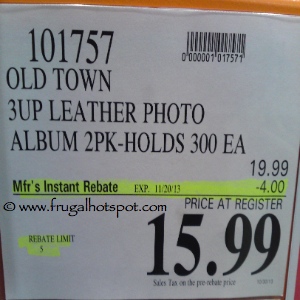 101757
0000001017571
OLD TOWN
3UP LEATHER PHOTO
ALBUM 2PK-HOLDS 300 EA
19.99
Mfr's Instant Rebate EXP. 11/20/13 -4.00
© www.frugalhotspot.com PRICE AT REGISTER
REBATE LIMIT
5
15.99
Sales Tax on the pre-rebate price